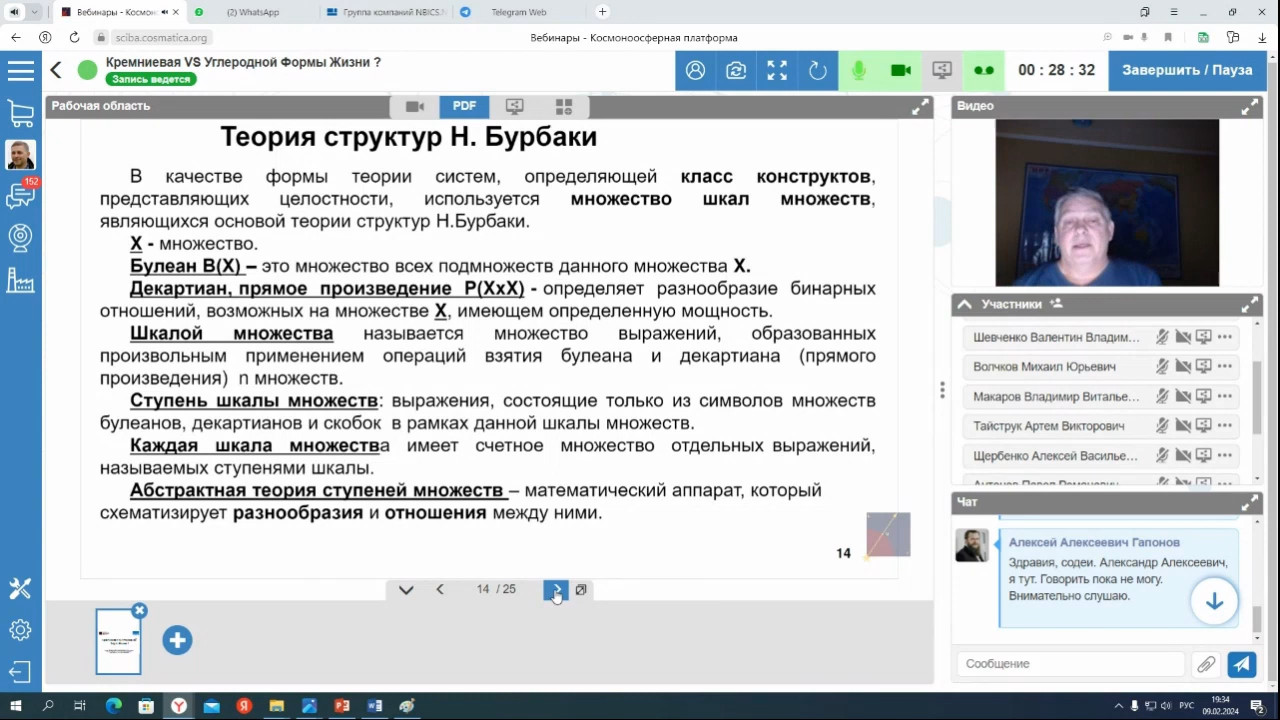 Вебинары - Космон
(2) WhatsApp
Группа компаний NBICS.N
Telegram Web
sciba.cosmatica.org
Вебинары - Космоноосферная платформа
Кремниевая VS Углеродной Формы Жизни ?
Запись ведется
00 : 28 : 32
Завершить / Пауза
152
Рабочая область
PDF
Теория структур Н. Бурбаки
В качестве формы теории систем, определяющей класс конструктов,
представляющих целостности, используется множество шкал множеств,
являющихся основой теории структур Н.Бурбаки.
X - множество.
Булеан B(X) – это множество всех подмножеств данного множества X.
Декартиан, прямое произведение P(XxX) - определяет разнообразие бинарных
отношений, возможных на множестве X, имеющем определенную мощность.
Шкалой множества называется множество выражений, образованных
произвольным применением операций взятия булеана и декартиана (прямого
произведения) n множеств.
Ступень шкалы множеств: выражения, состоящие только из символов множеств
булеанов, декартианов и скобок в рамках данной шкалы множеств.
Каждая шкала множества имеет счетное множество отдельных выражений,
называемых ступенями шкалы.
Абстрактная теория ступеней множеств – математический аппарат, который
схематизирует разнообразия и отношения между ними.
14
14 / 25
Видео
Участники
Шевченко Валентин Владим...
Волчков Михаил Юрьевич
Макаров Владимир Виталье...
Тайструк Артем Викторович
Щербенко Алексей Василье...
Чат
Алексей Алексеевич Гапонов
Здравия, содеи. Александр Алексеевич,
я тут. Говорить пока не могу.
Внимательно слушаю.
Сообщение
РУС
19:34
09.02.2024
2